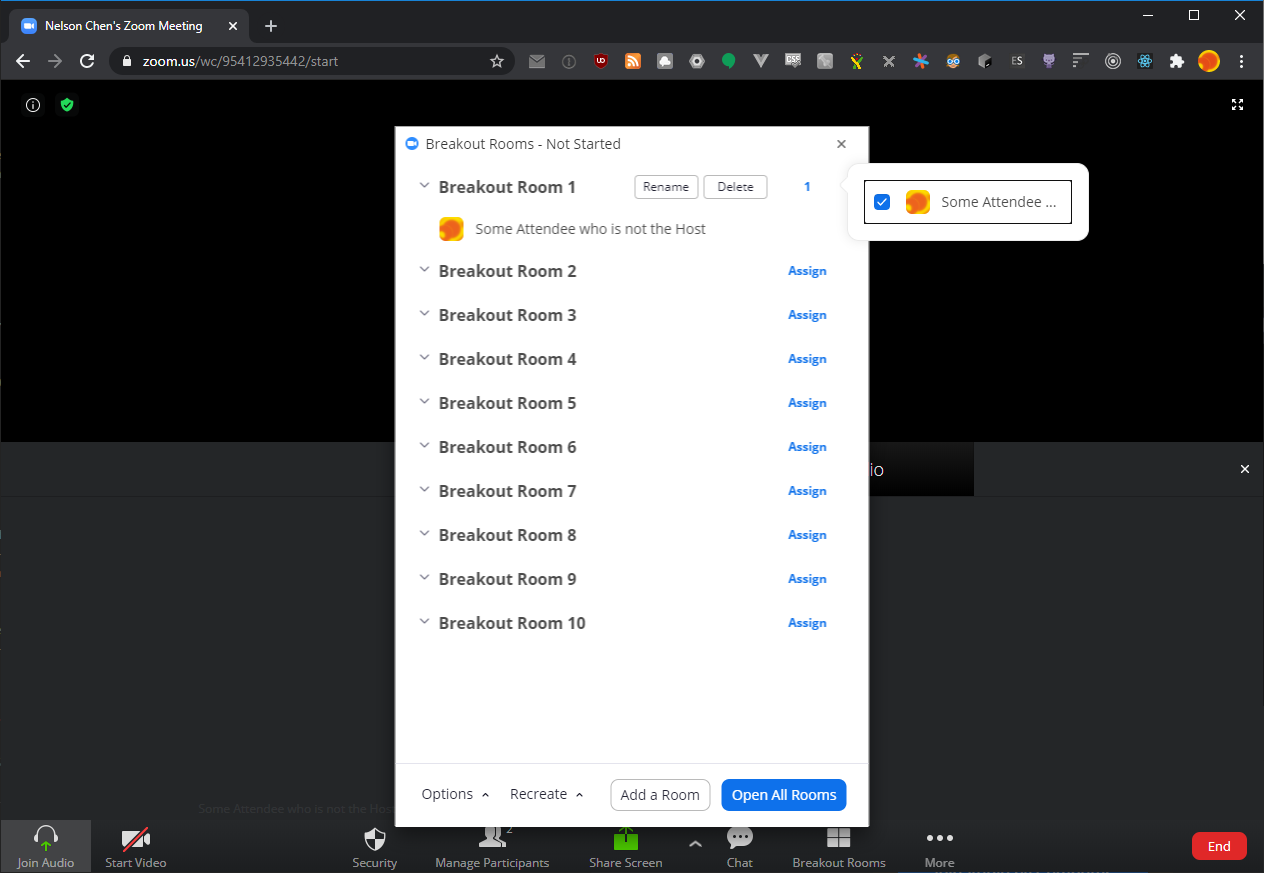 Nelson Chen's Zoom Meeting
zoom.us/wc/95412935442/start
UD
CSF
ES
Breakout Rooms - Not Started
Breakout Room 1 Rename Delete 1
Some Attendee ...
Some Attendee who is not the Host
Breakout Room 2 Assign
Breakout Room 3 Assign
Breakout Room 4 Assign
Breakout Room 5 Assign
Breakout Room 6 Assign
Breakout Room 7 Assign
Breakout Room 8 Assign
Breakout Room 9 Assign
Breakout Room 10 Assign
io
Options Recreate Add a Room Open All Rooms
Some Attendee who is not the Host
2
Join Audio Start Video Security Manage Participants Share Screen Chat Breakout Rooms More End